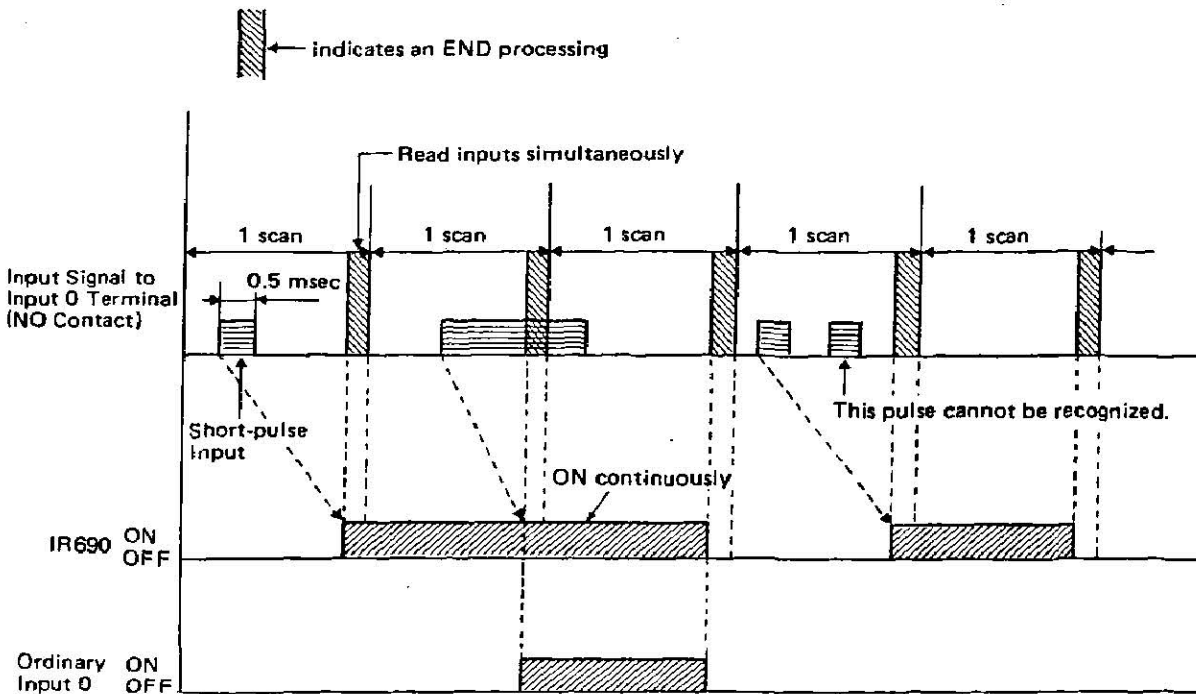 indicates an END processing
Read inputs simultaneously
1 scan 1 scan 1 scan 1 scan 1 scan
Input Signal to
Input 0 Terminal
(NO Contact)
0.5 msec
Short-pulse
Input
This pulse cannot be recognized.
ON continuously
IR690 ON
OFF
Ordinary ON
Input 0 OFF